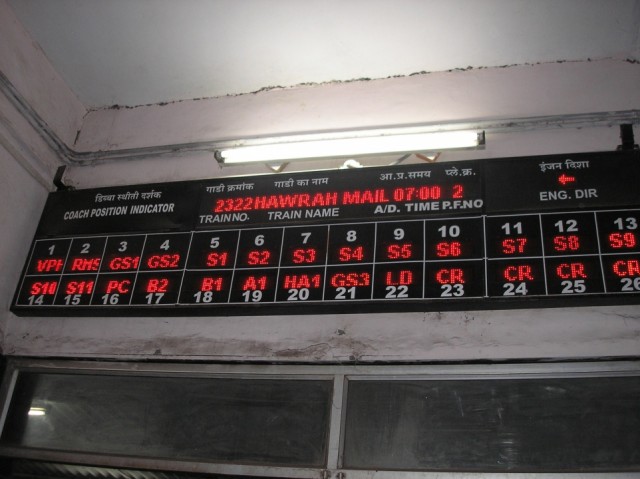 डिब्बा स्थीती दर्शक
COACH POSITION INDICATOR
गाडी क्रमांक गाडी का नाम आ.प्र.समय प्ले.क्र.
2322 HAWRAH MAIL 07:00 2
TRAIN NO. TRAIN NAME A/D. TIME P.F.NO
इंजन दिशा
←
ENG. DIR
1 2 3 4 5 6 7 8 9 10 11 12 13
VPH RMS GS1 GS2 S1 S2 S3 S4 S5 S6 S7 S8 S9
S10 S11 PC B2 B1 A1 HA1 GS3 LD CR CR CR CR
14 15 16 17 18 19 20 21 22 23 24 25 26